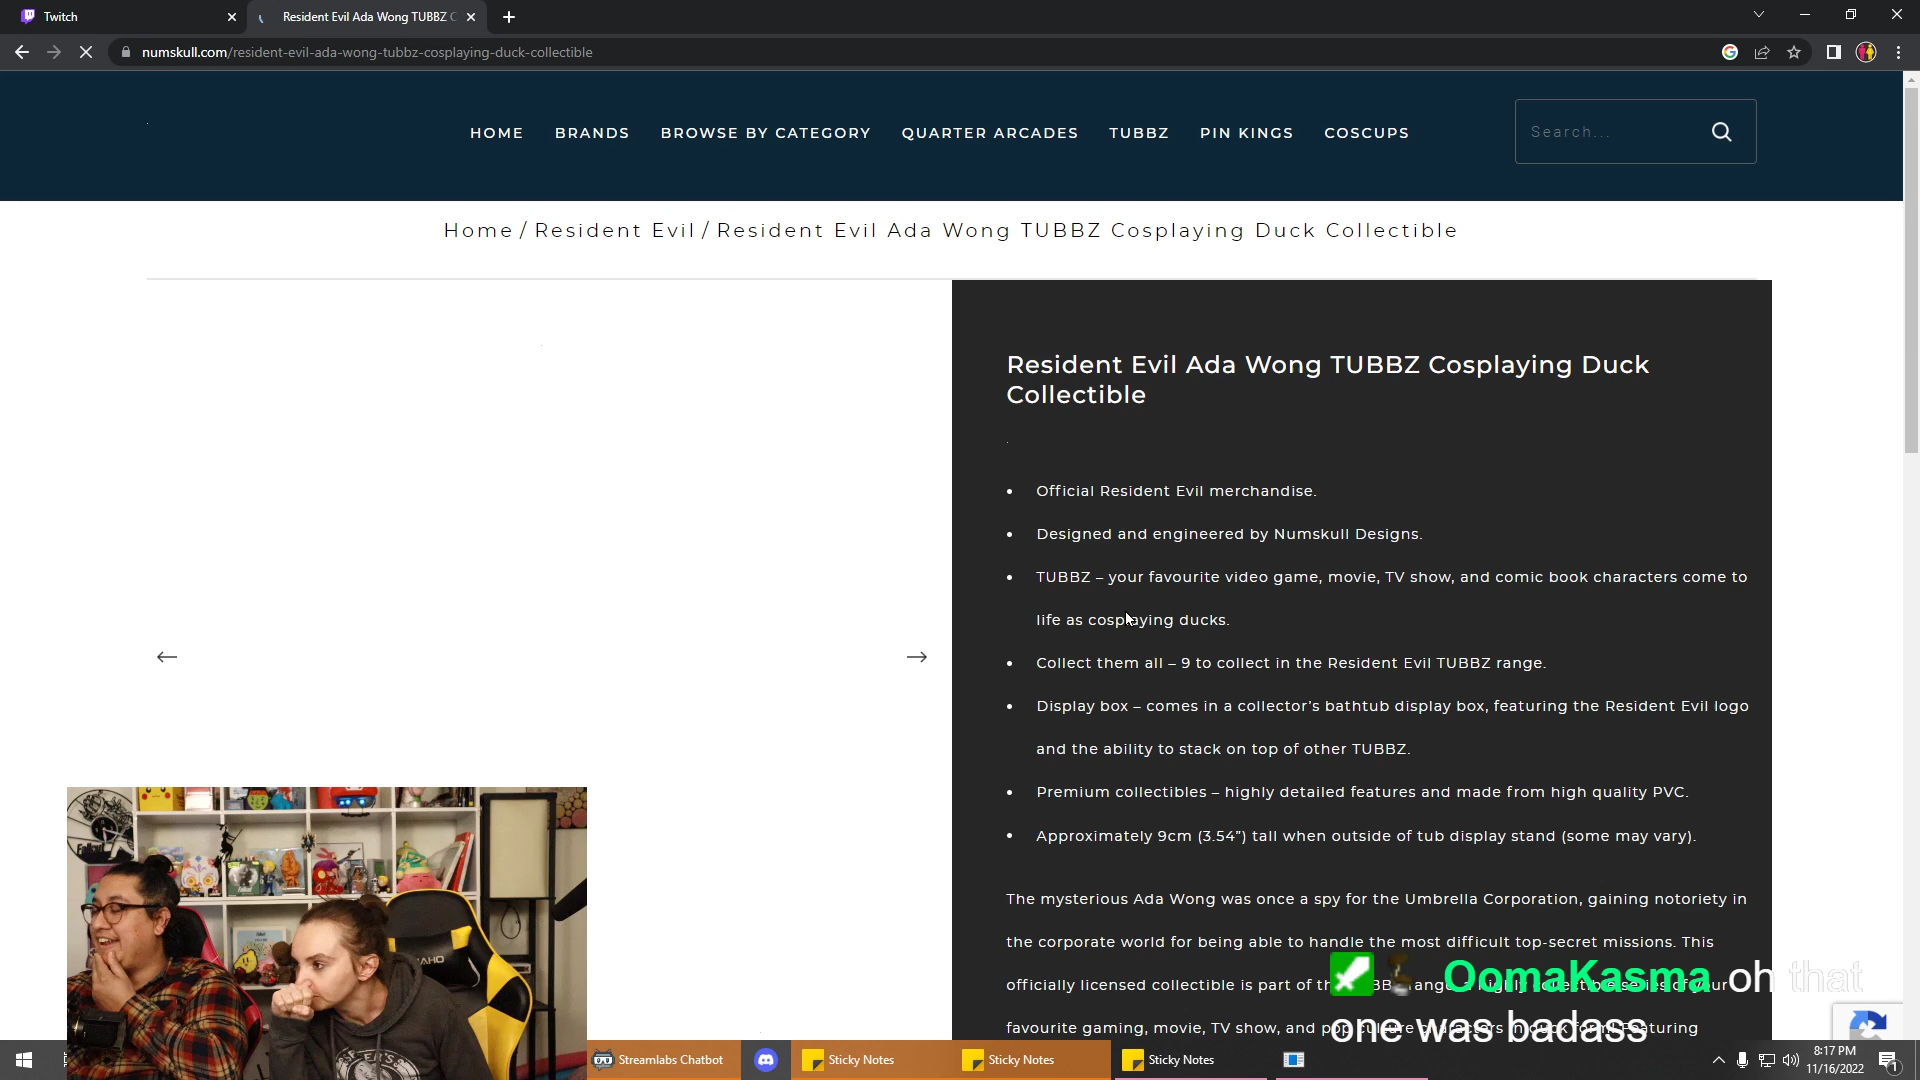 Twitch
Resident Evil Ada Wong TUBBZ C
numskull.com/resident-evil-ada-wong-tubbz-cosplaying-duck-collectible
HOME BRANDS BROWSE BY CATEGORY QUARTER ARCADES TUBBZ PIN KINGS COSCUPS
Search...
Home / Resident Evil / Resident Evil Ada Wong TUBBZ Cosplaying Duck Collectible
Resident Evil Ada Wong TUBBZ Cosplaying Duck
Collectible
• Official Resident Evil merchandise.
• Designed and engineered by Numskull Designs.
• TUBBZ – your favourite video game, movie, TV show, and comic book characters come to
life as cosplaying ducks.
• Collect them all – 9 to collect in the Resident Evil TUBBZ range.
• Display box – comes in a collector's bathtub display box, featuring the Resident Evil logo
and the ability to stack on top of other TUBBZ.
• Premium collectibles – highly detailed features and made from high quality PVC.
• Approximately 9cm (3.54") tall when outside of tub display stand (some may vary).
The mysterious Ada Wong was once a spy for the Umbrella Corporation, gaining notoriety in
the corporate world for being able to handle the most difficult top-secret missions. This
officially licensed collectible is part of
favourite gaming, movie, TV show, and pop culture characters in duck form! Featuring
OomaKasma oh that
one was badass
Streamlabs Chatbot
Sticky Notes
Sticky Notes
Sticky Notes
8:17 PM
11/16/2022
1